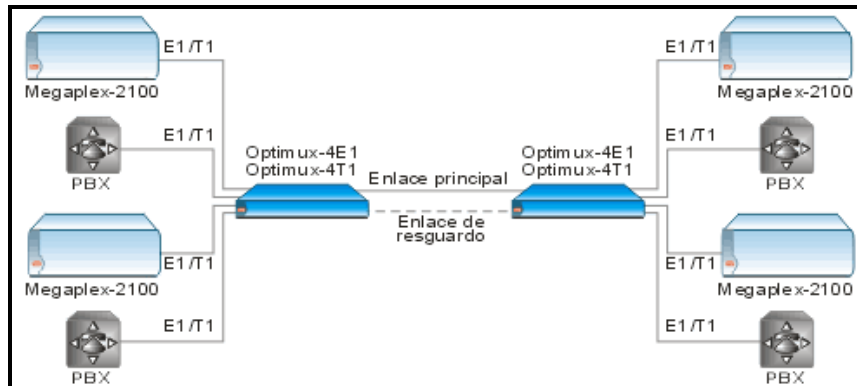 E1/T1
Megaplex-2100
E1/T1
PBX
E1/T1
Megaplex-2100
E1/T1
PBX
Optimux-4E1
Optimux-4T1
Enlace principal
Enlace de
resguardo
Optimux-4E1
Optimux-4T1
E1/T1
Megaplex-2100
E1/T1
PBX
E1/T1
Megaplex-2100
E1/T1
PBX